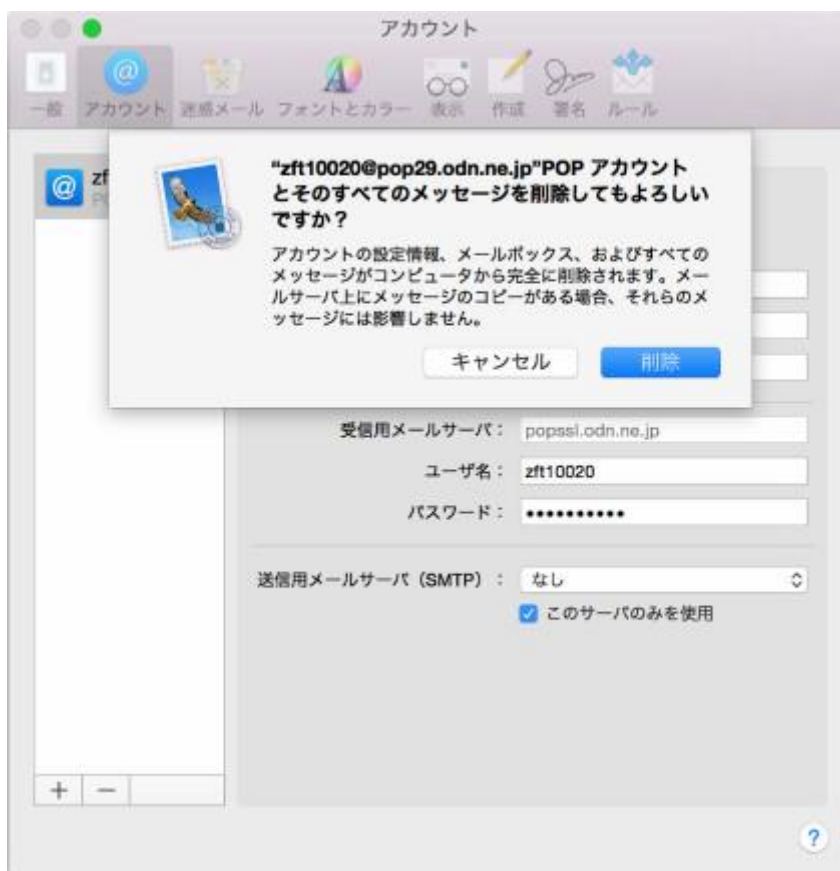 アカウント
一般 アカウント 迷惑メール フォントとカラー 表示 作成 署名 ルール
"zft10020@pop29.odn.ne.jp"POP アカウント
とそのすべてのメッセージを削除してもよろしい
ですか？
アカウントの設定情報、メールボックス、およびすべての
メッセージがコンピュータから完全に削除されます。メー
ルサーバ上にメッセージのコピーがある場合、それらのメ
ッセージには影響しません。
キャンセル 削除
zf
受信用メールサーバ： popssl.odn.ne.jp
ユーザ名： zft10020
パスワード： ••••••••••
送信用メールサーバ（SMTP）： なし
このサーバのみを使用